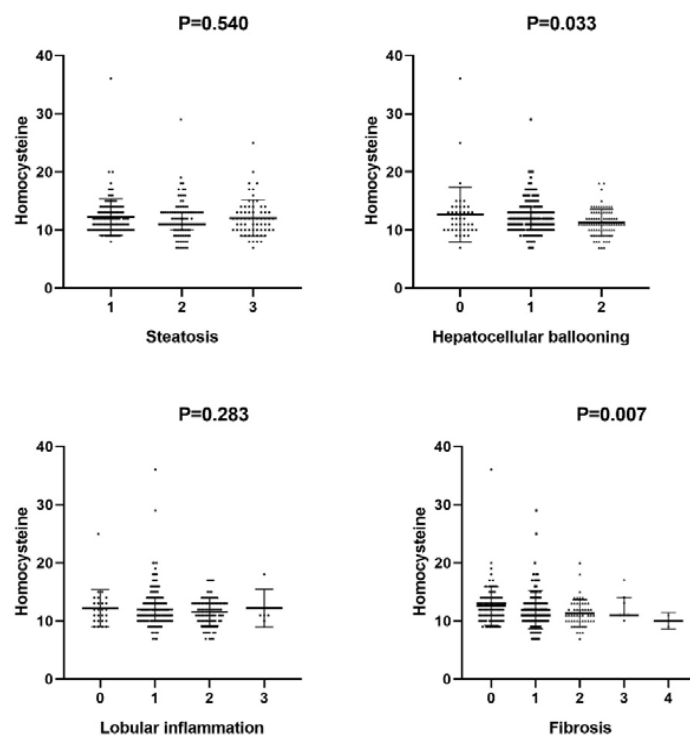 P=0.540
Homocysteine
40
30
20
10
0
1 2 3
Steatosis
P=0.033
Homocysteine
40
30
20
10
0
0 1 2
Hepatocellular ballooning
P=0.283
Homocysteine
40
30
20
10
0
0 1 2 3
Lobular inflammation
P=0.007
Homocysteine
40
30
20
10
0
0 1 2 3 4
Fibrosis